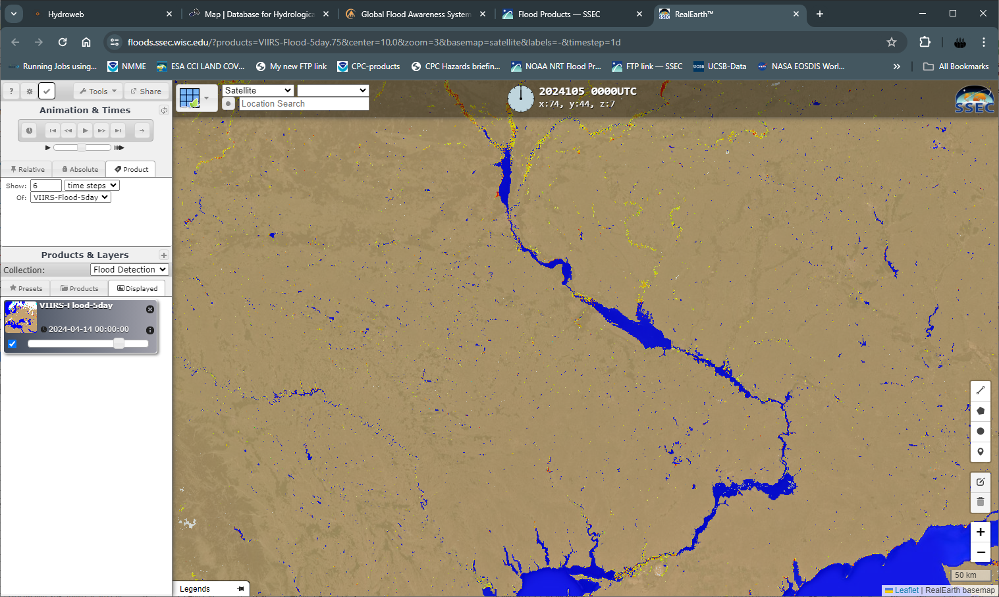 Hydroweb
Map | Database for Hydrologica
Global Flood Awareness System
Flood Products — SSEC
RealEarth™
floods.ssec.wisc.edu/?products=VIIRS-Flood-5day.75&center=10,0&zoom=3&basemap=satellite&labels=-&timestep=1d
Running Jobs using...
NMME
ESA CCI LAND COV...
My new FTP link
CPC-products
CPC Hazards briefin...
NOAA NRT Flood Pr...
FTP link — SSEC
UCSB UCSB-Data
NASA EOSDIS Worl...
All Bookmarks
? Tools Share
Animation & Times
Relative Absolute Product
Show: 6 time steps
Of: VIIRS-Flood-5day
Products & Layers
Collection: Flood Detection
Presets Products Displayed
VIIRS-Flood-5day
2024-04-14 00:00:00
Satellite
Location Search
2024105 0000UTC
x:74, y:44, z:7
SSEC
+
−
50 km
Legends
Leaflet | RealEarth basemap